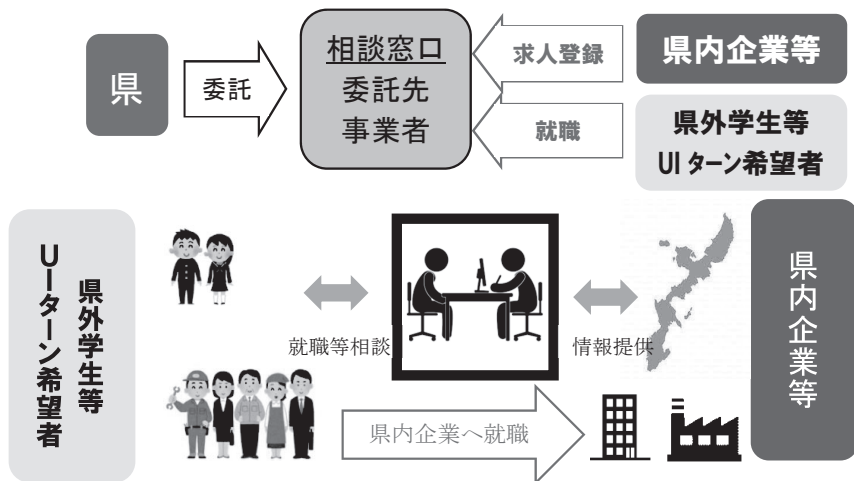 県
委託
相談窓口
委託先
事業者
求人登録
就職
県内企業等
県外学生等
UIターン希望者
県外学生等
Uーターン希望者
就職等相談
情報提供
県内企業へ就職
県内企業等